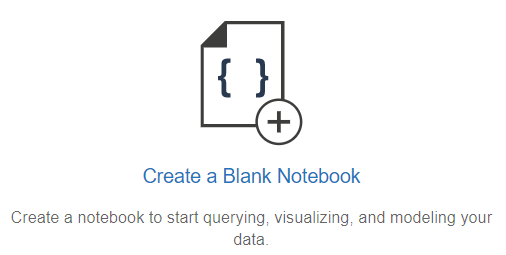 { }
Create a Blank Notebook
Create a notebook to start querying, visualizing, and modeling your
data.